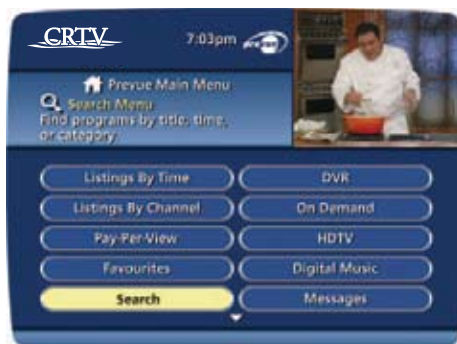 CRTV
7:03pm prevue
Prevue Main Menu
Search Menu
Find programs by title, time,
or category.
Listings By Time
DVR
Listings By Channel
On Demand
Pay-Per-View
HDTV
Favourites
Digital Music
Search
Messages